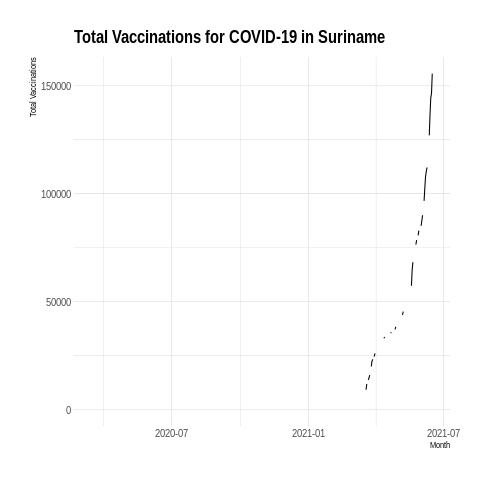 Total Vaccinations for COVID-19 in Suriname
Total Vaccinations
150000
100000
50000
0
2020-07 2021-01 2021-07
Month